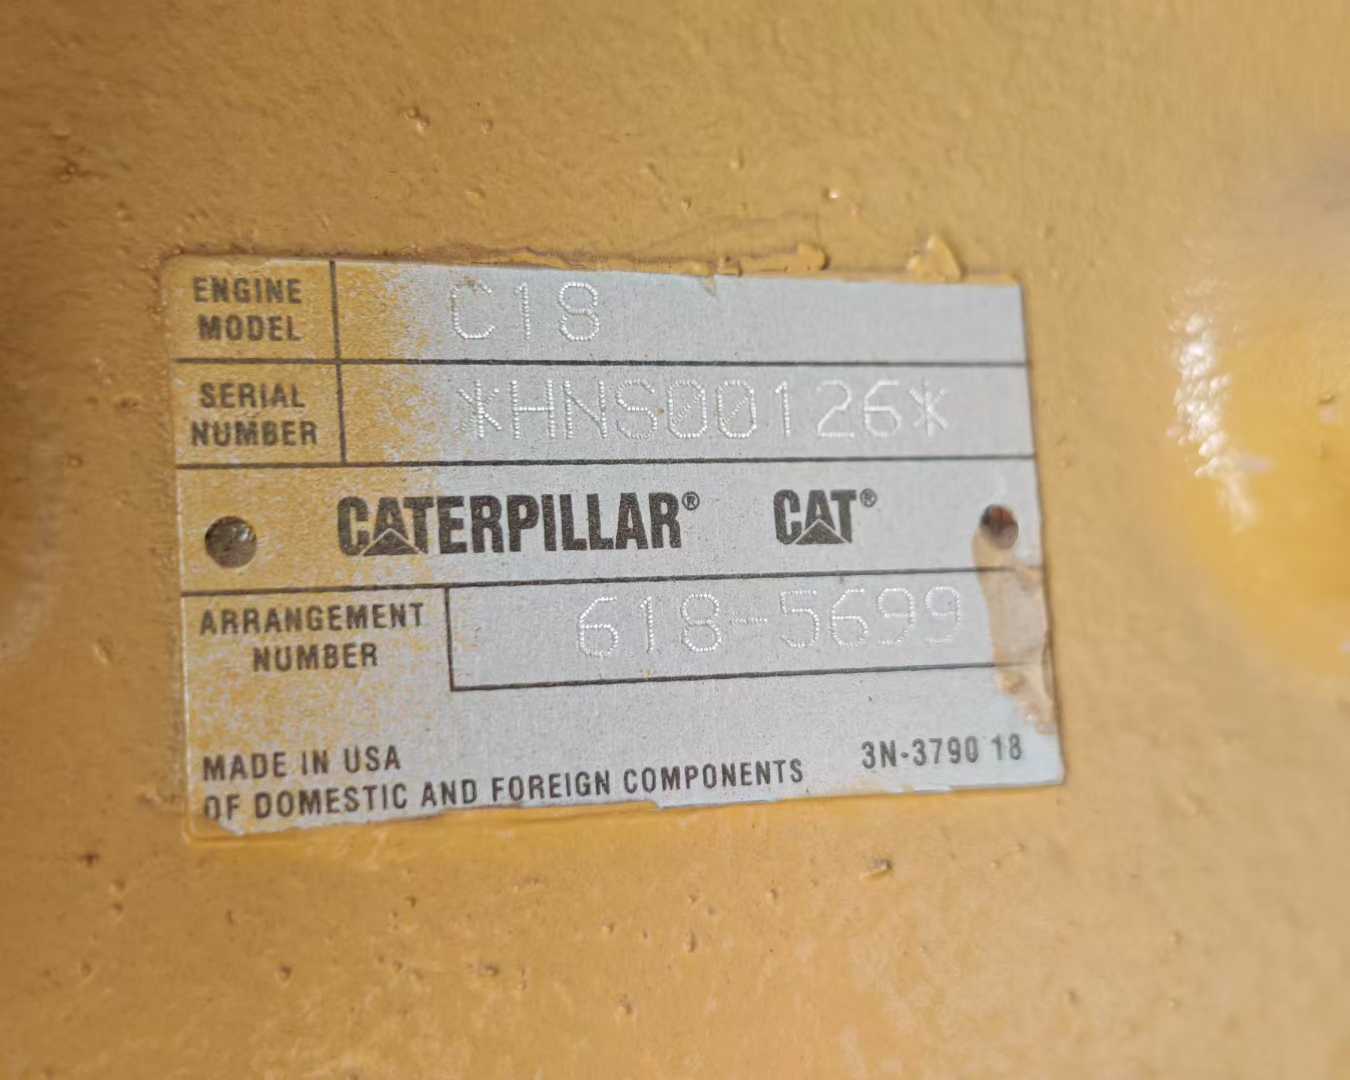 ENGINE MODEL C18
SERIAL NUMBER *HNS00126*
CATERPILLAR® CAT®
ARRANGEMENT NUMBER 618-5699
MADE IN USA
OF DOMESTIC AND FOREIGN COMPONENTS 3N-3790 18